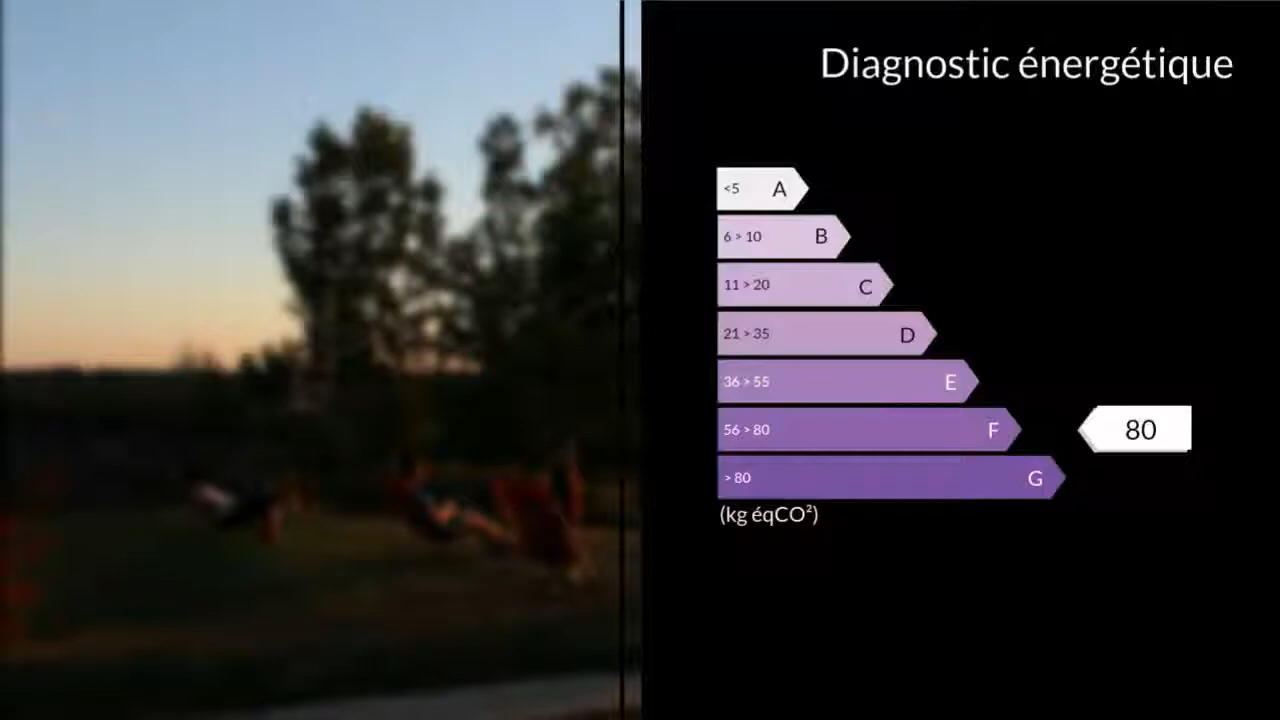 Diagnostic énergétique
<5 A
6 > 10 B
11 > 20 C
21 > 35 D
36 > 55 E
56 > 80 F
80
> 80 G
(kg éqCO²)